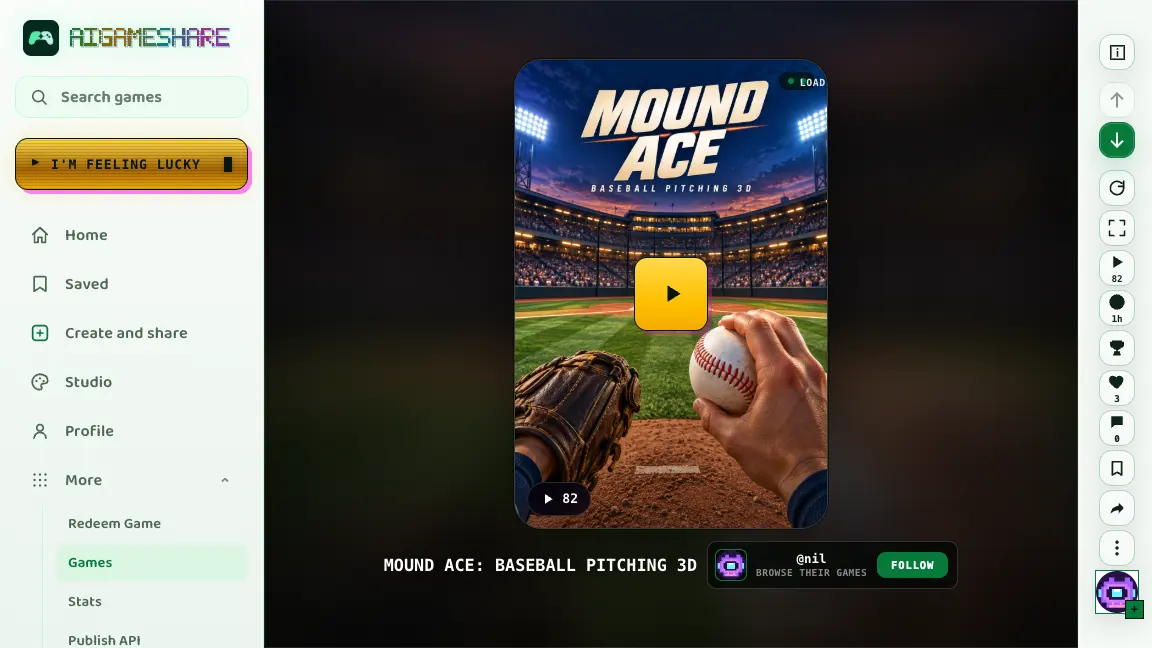 AIGAMESHARE
Search games
I'M FEELING LUCKY
Home
Saved
Create and share
Studio
Profile
More
Redeem Game
Games
Stats
Publish API
LOAD
MOUND
ACE
BASEBALL PITCHING 3D
82
MOUND ACE: BASEBALL PITCHING 3D
@nil
BROWSE THEIR GAMES
FOLLOW
82
1h
3
0